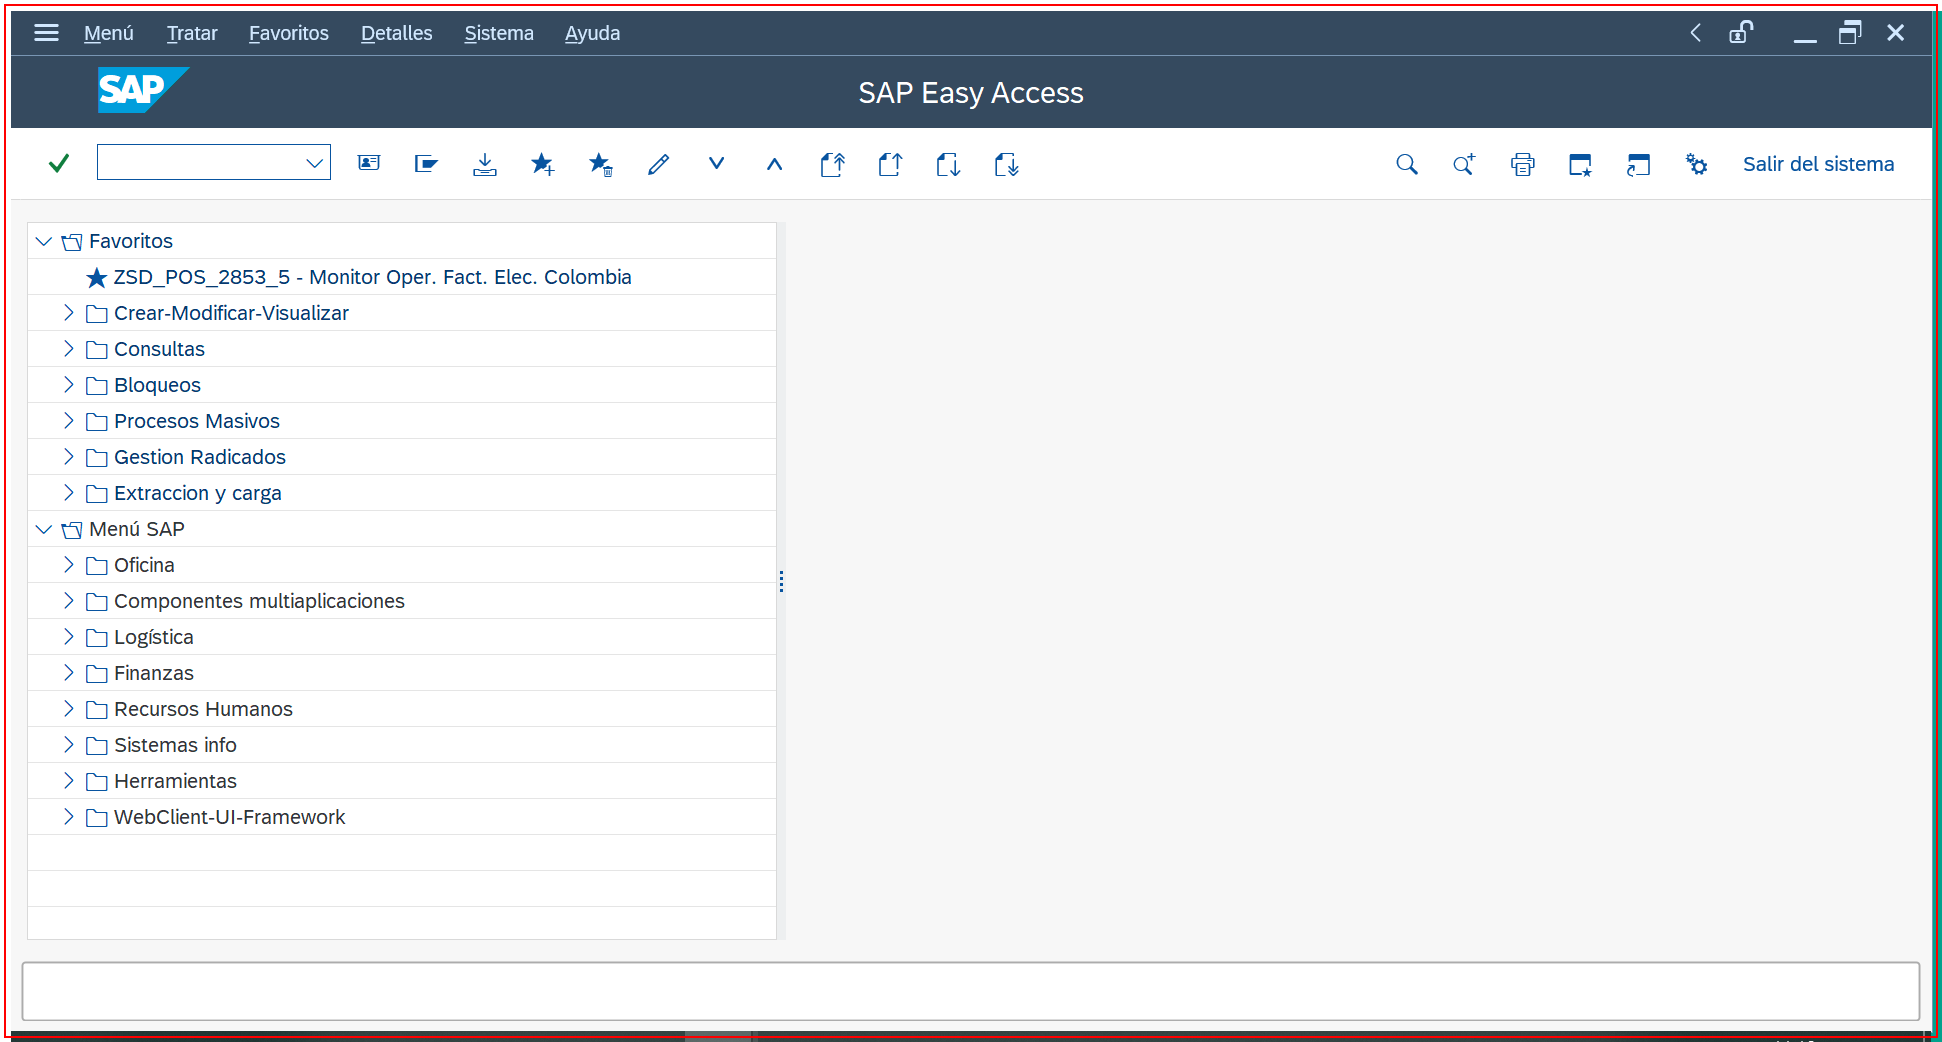 Menú Tratar Favoritos Detalles Sistema Ayuda
SAP
SAP Easy Access
Salir del sistema
Favoritos
ZSD_POS_2853_5 - Monitor Oper. Fact. Elec. Colombia
Crear-Modificar-Visualizar
Consultas
Bloqueos
Procesos Masivos
Gestion Radicados
Extraccion y carga
Menú SAP
Oficina
Componentes multiaplicaciones
Logística
Finanzas
Recursos Humanos
Sistemas info
Herramientas
WebClient-UI-Framework